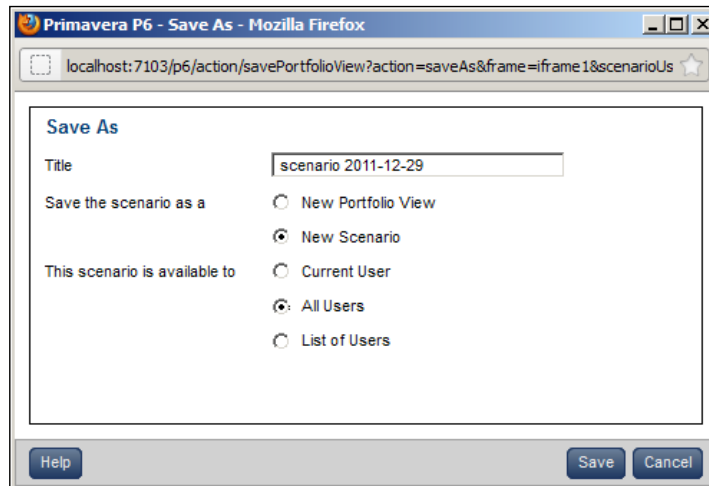 Primavera P6 - Save As - Mozilla Firefox
localhost:7103/p6/action/savePortfolioView?action=saveAs&frame=iframe1&scenarioUs
Save As
Title scenario 2011-12-29
Save the scenario as a New Portfolio View
New Scenario
This scenario is available to Current User
All Users
List of Users
Help Save Cancel